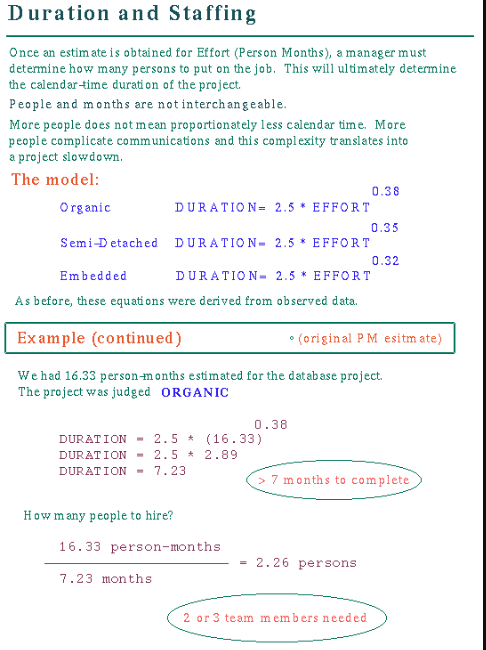 Duration and Staffing
Once an estimate is obtained for Effort (Person Months), a manager must
determine how many persons to put on the job. This will ultimately determine
the calendar-time duration of the project.
People and months are not interchangeable.
More people does not mean proportionately less calendar time. More
people complicate communications and this complexity translates into
a project slowdown.
The model:
0.38
Organic DURATION= 2.5 * EFFORT
0.35
Semi-Detached DURATION= 2.5 * EFFORT
0.32
Embedded DURATION= 2.5 * EFFORT
As before, these equations were derived from observed data.
Example (continued) ° (original PM esitmate)
We had 16.33 person-months estimated for the database project.
The project was judged ORGANIC
0.38
DURATION = 2.5 * (16.33)
DURATION = 2.5 * 2.89
DURATION = 7.23
> 7 months to complete
How many people to hire?
16.33 person-months
= 2.26 persons
7.23 months
2 or 3 team members needed